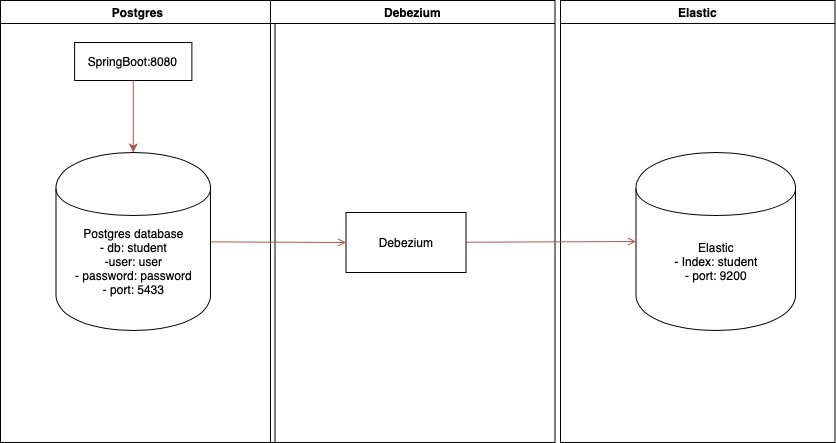 Postgres
Debezium
Elastic
SpringBoot:8080
Postgres database
- db: student
-user: user
- password: password
- port: 5433
Debezium
Elastic
- Index: student
- port: 9200